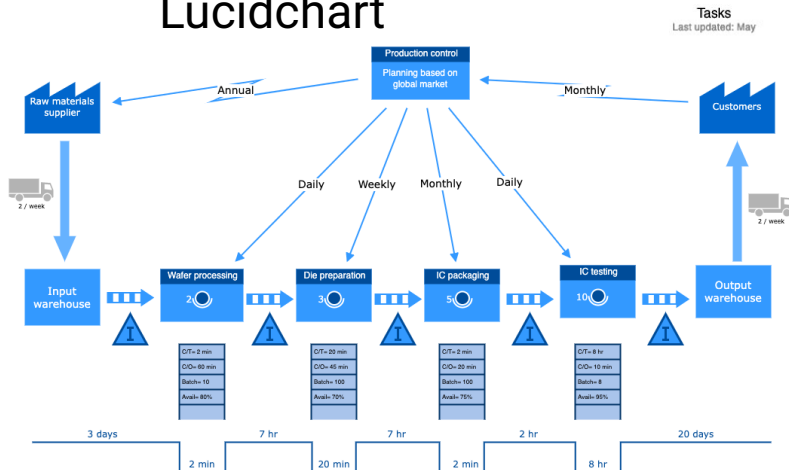 Lucidchart
Tasks
Last updated: May
Production control
Planning based on
global market
Raw materials
supplier
Annual
Monthly
Customers
Daily
Weekly
Monthly
Daily
2 / week
2 / week
Input
warehouse
Wafer processing
2
Die preparation
3
IC packaging
5
IC testing
10
Output
warehouse
I
I
I
I
I
C/T= 2 min
C/O= 60 min
Batch= 10
Avail= 80%
C/T= 20 min
C/O= 45 min
Batch= 100
Avail= 70%
C/T= 2 min
C/O= 20 min
Batch= 100
Avail= 75%
C/T= 8 hr
C/O= 10 min
Batch= 8
Avail= 95%
3 days
7 hr
7 hr
2 hr
20 days
2 min
20 min
2 min
8 hr